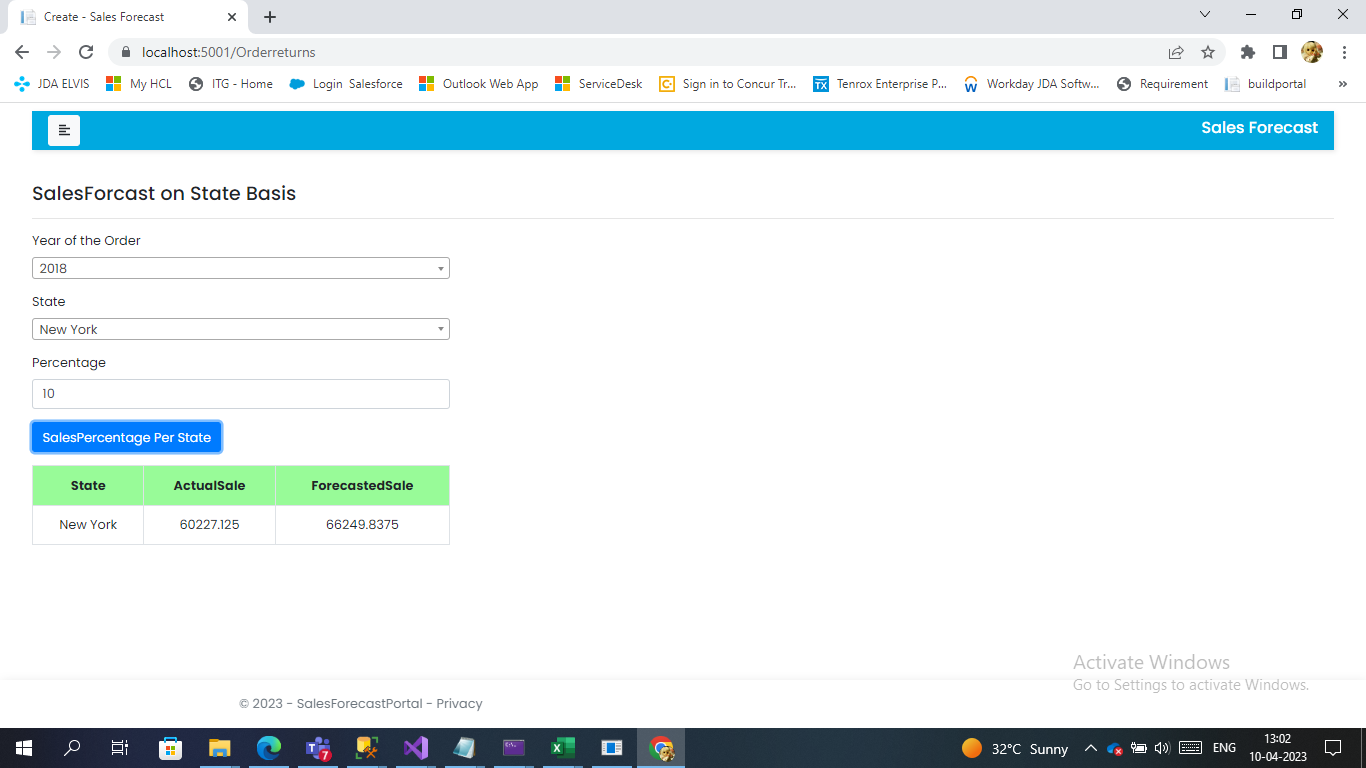 Create - Sales Forecast
localhost:5001/Orderreturns
JDA ELVIS My HCL ITG - Home Login Salesforce Outlook Web App ServiceDesk Sign in to Concur Tr... TX Tenrox Enterprise P... W Workday JDA Softw... Requirement buildportal »
Sales Forecast
SalesForcast on State Basis
Year of the Order
2018
State
New York
Percentage
10
SalesPercentage Per State
State ActualSale ForecastedSale
New York 60227.125 66249.8375
Activate Windows
Go to Settings to activate Windows.
© 2023 - SalesForecastPortal - Privacy
7 32°C Sunny ENG 13:02
10-04-2023